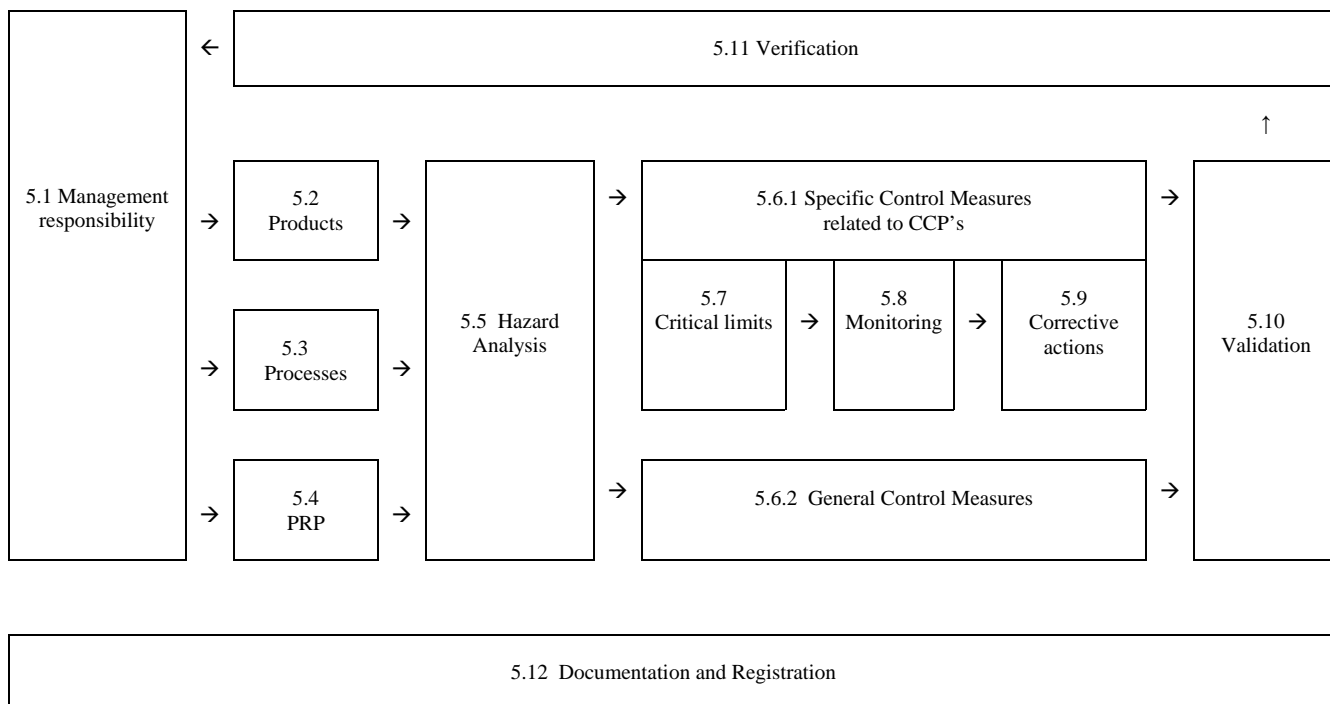 ←
5.11 Verification
↑
5.1 Management
responsibility
→
5.2
Products
→
→
5.3
Processes
→
→
5.4
PRP
→
5.5 Hazard
Analysis
→
5.6.1 Specific Control Measures
related to CCP's
→
5.7
Critical limits
→
5.8
Monitoring
→
5.9
Corrective
actions
→
5.6.2 General Control Measures
→
5.10
Validation
5.12 Documentation and Registration